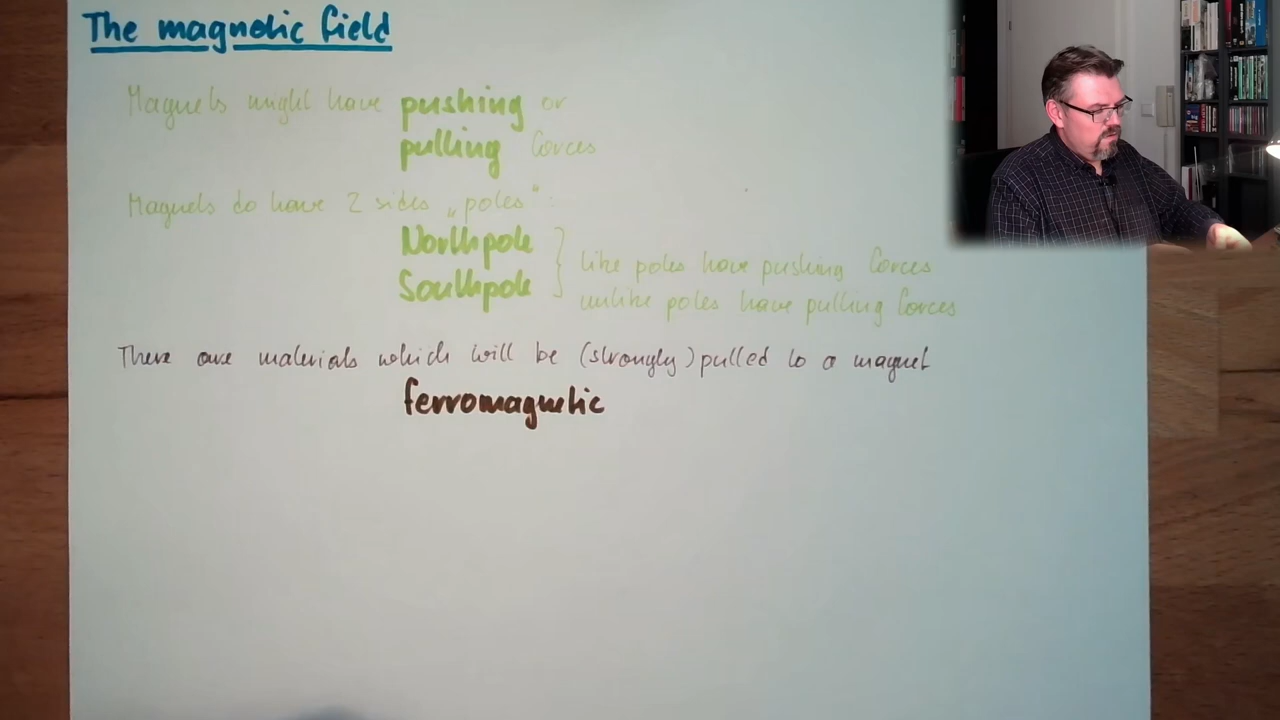 The magnetic field
Magnets might have pushing or
pulling forces
Magnets do have 2 sides „poles“:
Northpole
Southpole
like poles have pushing forces
unlike poles have pulling forces
There are materials which will be (strongly) pulled to a magnet
ferromagnetic